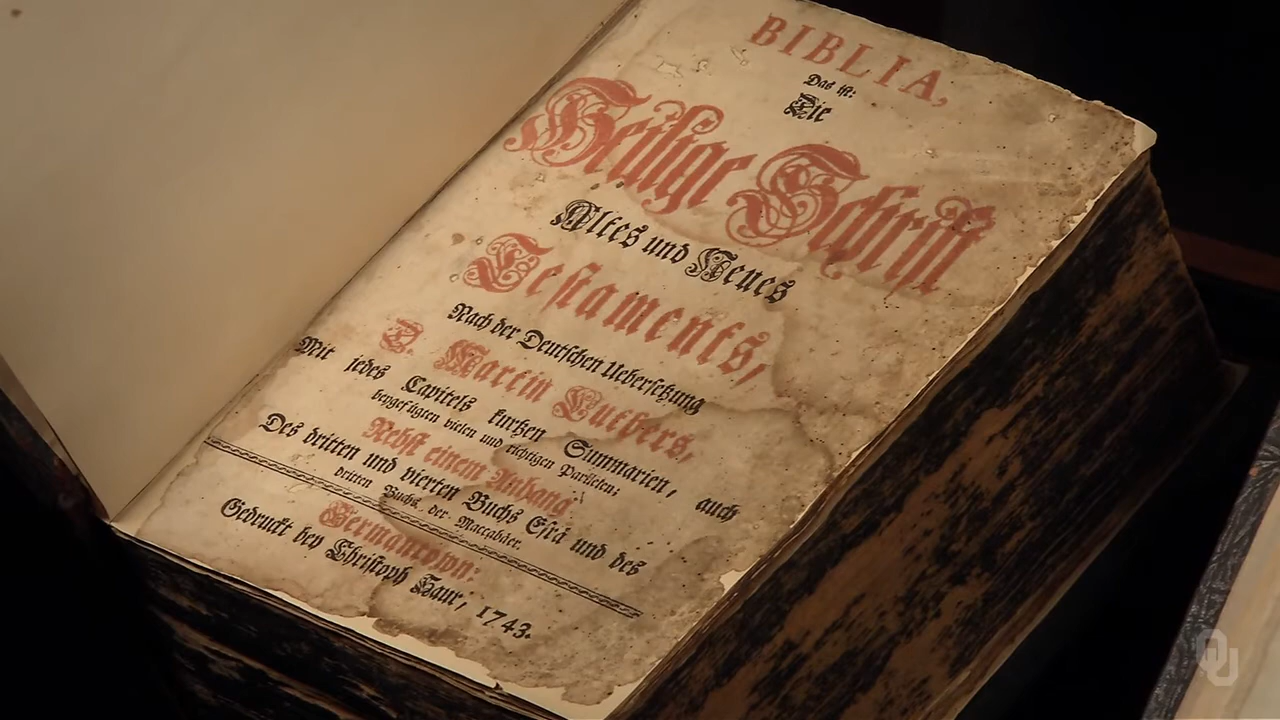 BIBLIA,
Das ist:
Die
Heilige Schrift
Altes und Neues
Testaments,
Nach der Deutschen Uebersetzung
D. Martin Luthers,
Mit jedes Capitels kurtzen Summarien, auch
beygefügten vielen und richtigen Parllelen;
Nebst einem Anhang
Des dritten und vierten Buchs Esrä und des
dritten Buchs der Maccabäer.
Germantown:
Gedruckt bey Christoph Saur, 1743.
OU